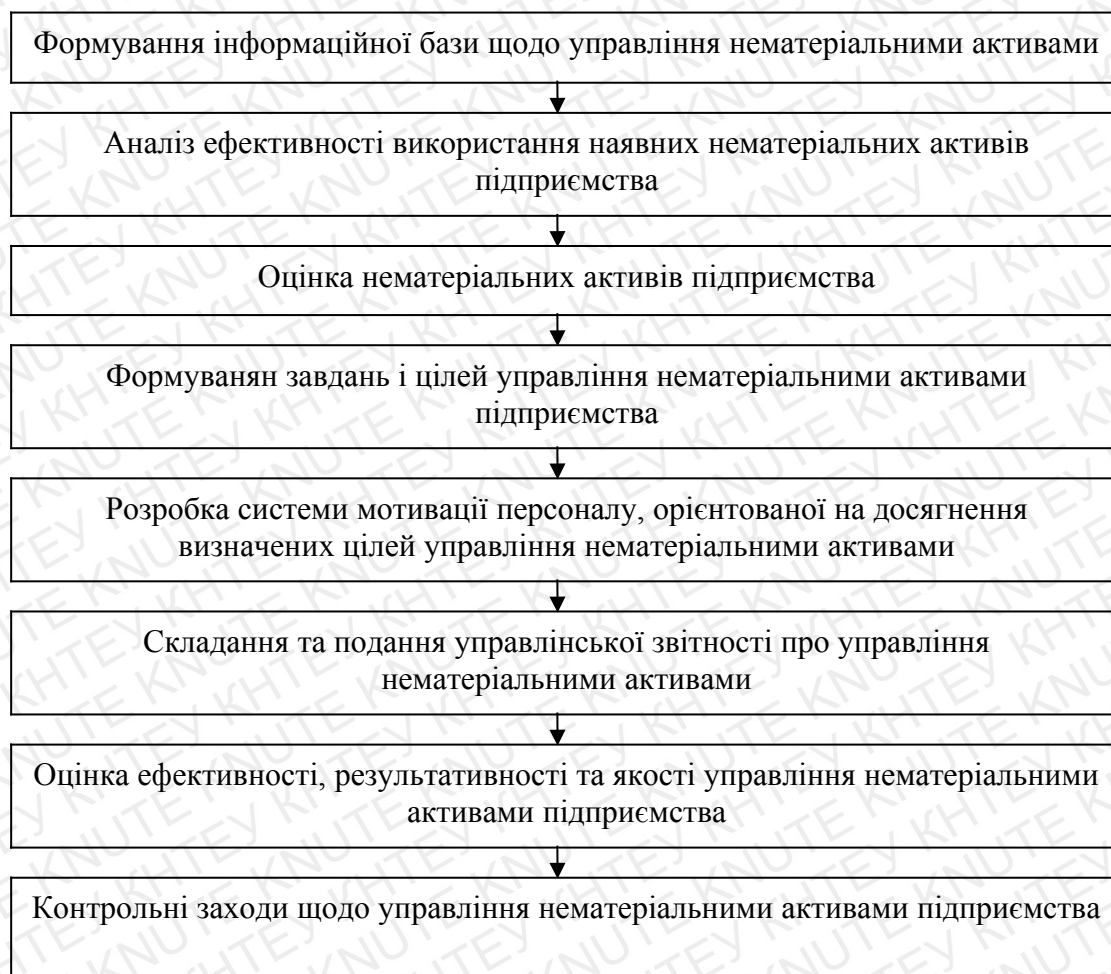 Формування інформаційної бази щодо управління нематеріальними активами
Аналіз ефективності використання наявних нематеріальних активів
підприємства
Оцінка нематеріальних активів підприємства
Формуванян завдань і цілей управління нематеріальними активами
підприємства
Розробка системи мотивації персоналу, орієнтованої на досягнення
визначених цілей управління нематеріальними активами
Складання та подання управлінської звітності про управління
нематеріальними активами
Оцінка ефективності, результативності та якості управління нематеріальними
активами підприємства
Контрольні заходи щодо управління нематеріальними активами підприємства